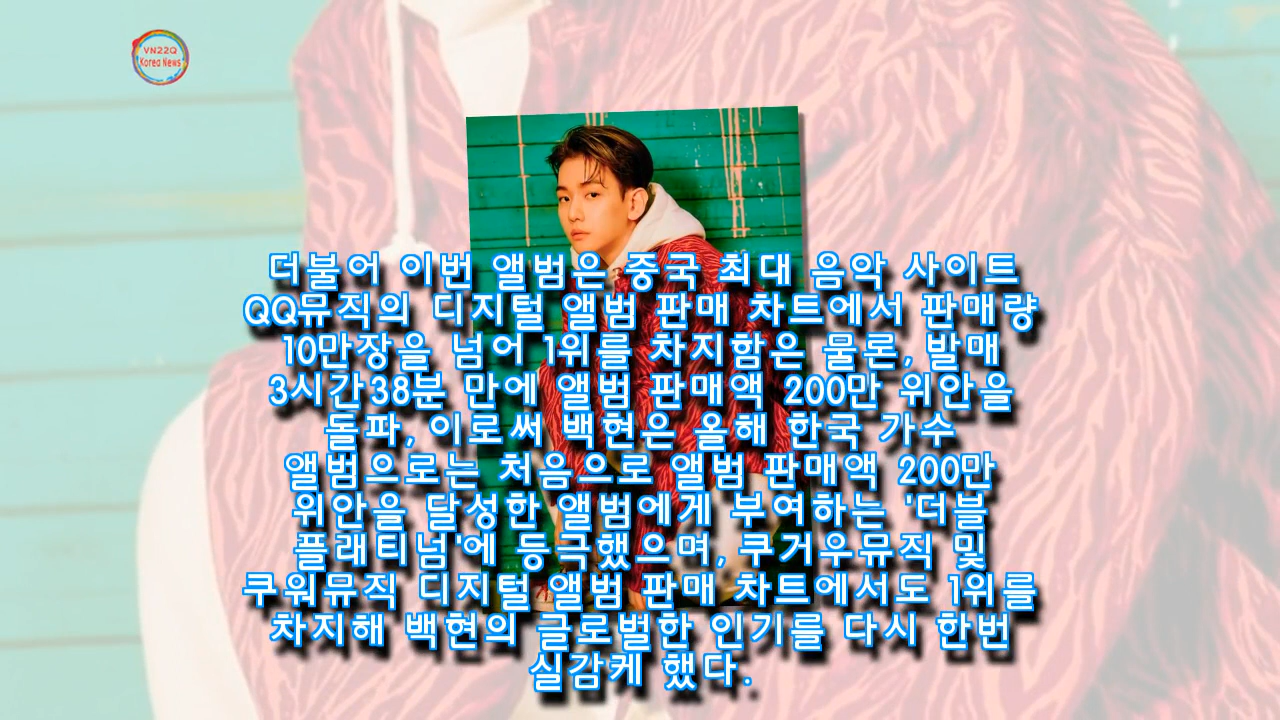 VN22Q
Korea News
더불어 이번 앨범은 중국 최대 음악 사이트
QQ뮤직의 디지털 앨범 판매 차트에서 판매량
10만장을 넘어 1위를 차지함은 물론, 발매
3시간38분 만에 앨범 판매액 200만 위안을
돌파, 이로써 백현은 올해 한국 가수
앨범으로는 처음으로 앨범 판매액 200만
위안을 달성한 앨범에게 부여하는 '더블
플래티넘'에 등극했으며, 쿠거우뮤직 및
쿠워뮤직 디지털 앨범 판매 차트에서도 1위를
차지해 백현의 글로벌한 인기를 다시 한번
실감케 했다.